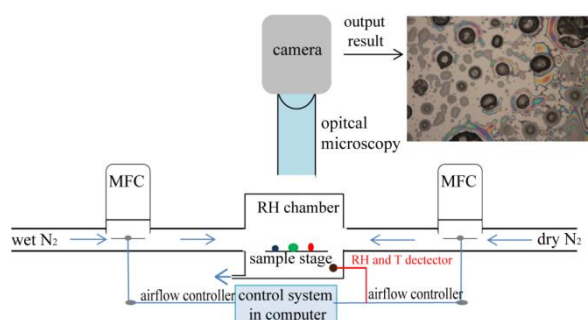 camera
output
result
opitcal
microscopy
MFC
MFC
RH chamber
wet N2
dry N2
sample stage
RH and T dectector
airflow controller
control system
in computer
airflow controller